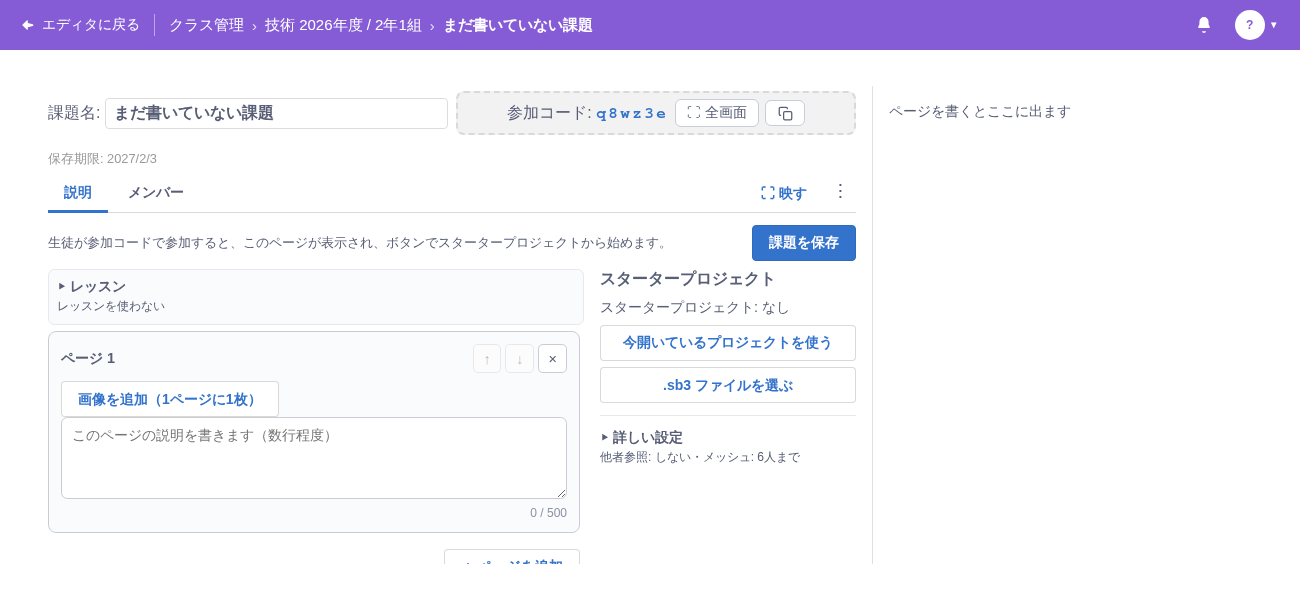 エディタに戻る
クラス管理 › 技術 2026年度 / 2年1組 › まだ書いていない課題
?
課題名: まだ書いていない課題
参加コード: q8wz3e
全画面
ページを書くとここに出ます
保存期限: 2027/2/3
説明
メンバー
映す
生徒が参加コードで参加すると、このページが表示され、ボタンでスタータープロジェクトから始めます。
課題を保存
レッスン
レッスンを使わない
ページ 1
↑ ↓ ×
画像を追加（1ページに1枚）
このページの説明を書きます（数行程度）
0 / 500
スタータープロジェクト
スタータープロジェクト: なし
今開いているプロジェクトを使う
.sb3 ファイルを選ぶ
詳しい設定
他者参照: しない・メッシュ: 6人まで
+ ページを追加